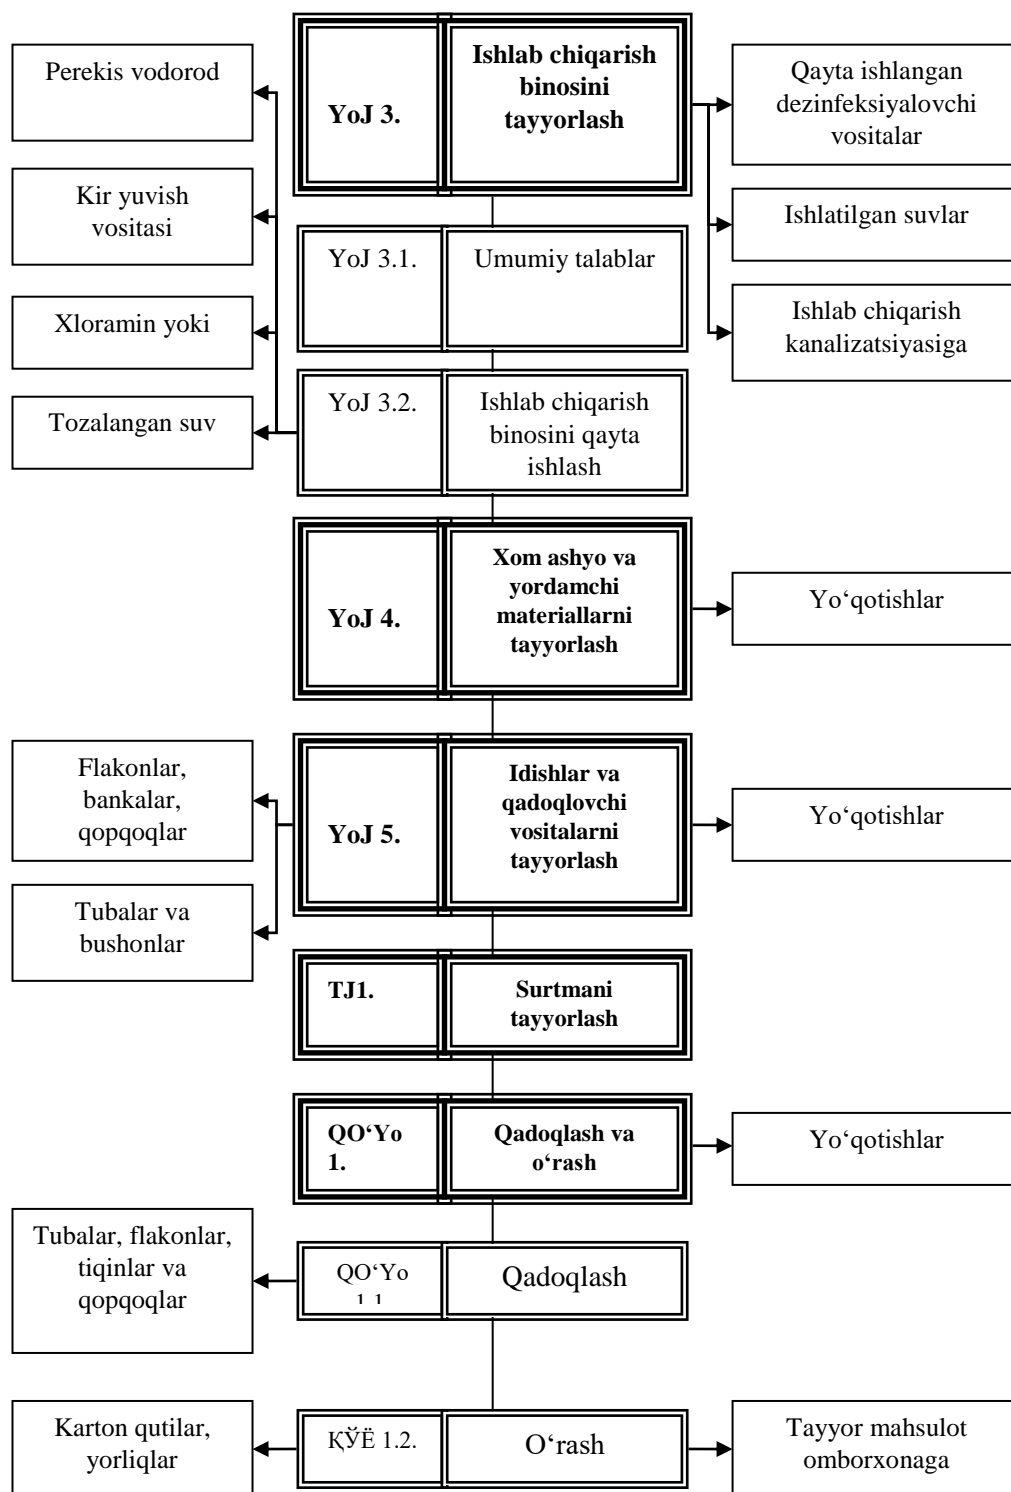 Perekis vodorod
YoJ 3.
Ishlab chiqarish
binosini
tayyorlash
Qayta ishlangan
dezinfeksiyalovchi
vositalar
Kir yuvish
vositasi
Ishlatilgan suvlar
YoJ 3.1.
Umumiy talablar
Xloramin yoki
Ishlab chiqarish
kanalizatsiyasiga
Tozalangan suv
YoJ 3.2.
Ishlab chiqarish
binosini qayta
ishlash
YoJ 4.
Xom ashyo va
yordamchi
materiallarni
tayyorlash
Yo‘qotishlar
Flakonlar,
bankalar,
qopqoqlar
YoJ 5.
Idishlar va
qadoqlovchi
vositalarni
tayyorlash
Yo‘qotishlar
Tubalar va
bushonlar
TJ1.
Surtmani
tayyorlash
QO‘Yo
1.
Qadoqlash va
o‘rash
Yo‘qotishlar
Tubalar, flakonlar,
tiqinlar va
qopqoqlar
QO‘Yo
1.1
Qadoqlash
Karton qutilar,
yorliqlar
ҚЎЁ 1.2.
O‘rash
Tayyor mahsulot
omborxonaga